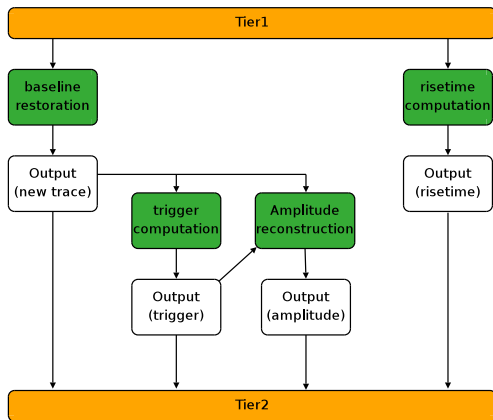 Tier1
baseline
restoration
risetime
computation
Output
(new trace)
Output
(risetime)
trigger
computation
Amplitude
reconstruction
Output
(trigger)
Output
(amplitude)
Tier2